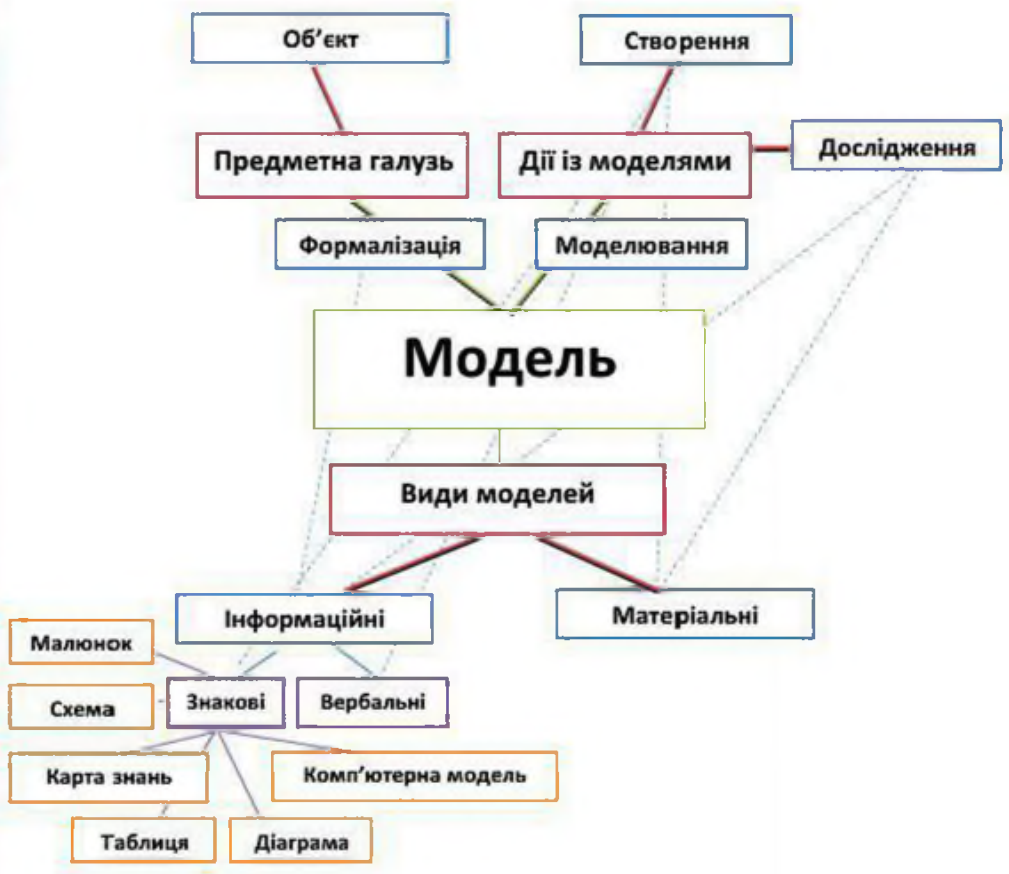 Об’єкт
Створення
Предметна галузь
Дії із моделями
Дослідження
Формалізація
Моделювання
Модель
Види моделей
Інформаційні
Матеріальні
Малюнок
Схема
Знакові
Вербальні
Карта знань
Комп’ютерна модель
Таблиця
Діаграма